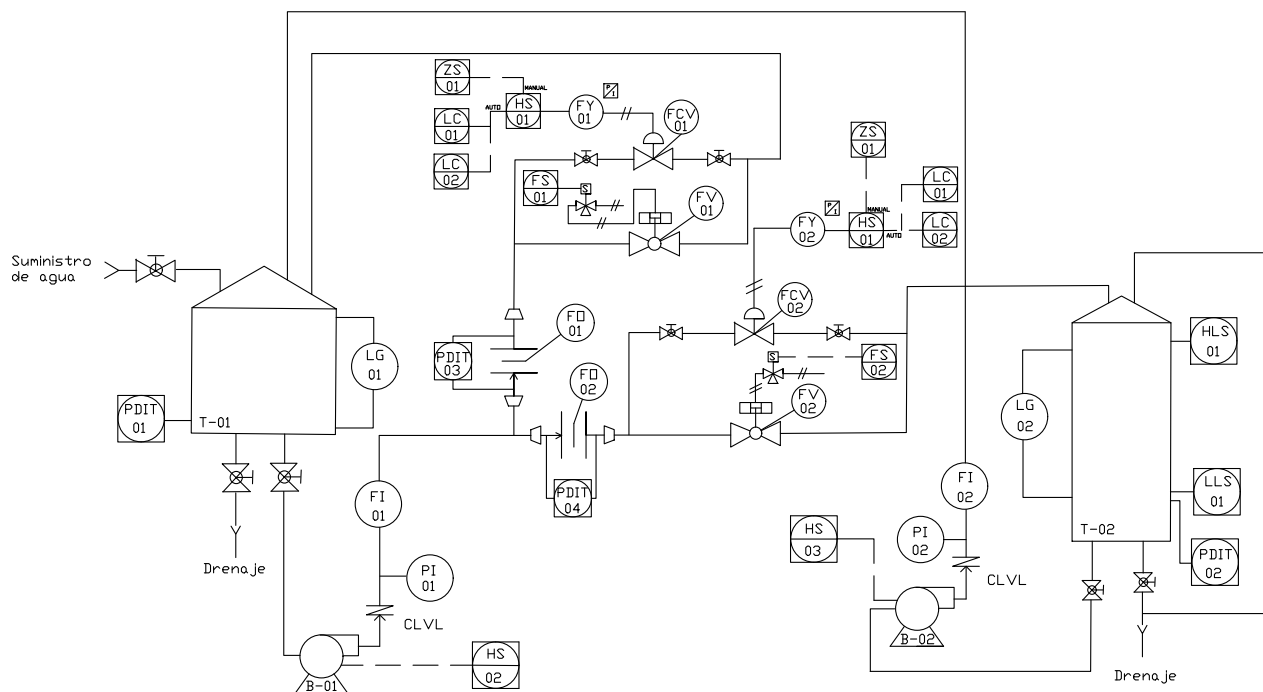 ZS
01
MANUAL
AUTO
HS
01
FY
01
P/I
FCV
01
LC
01
LC
02
FS
01
S
FV
01
ZS
01
LC
01
FY
02
P/I
MANUAL
HS
01
AUTO
LC
02
Suministro
de agua
FCV
02
FO
01
HLS
01
LG
01
PDIT
03
S
FS
02
FO
02
FV
02
LG
02
PDIT
01
T-01
FI
01
PDIT
04
FI
02
LLS
01
T-02
HS
03
PI
02
PDIT
02
Drenaje
PI
01
CLVL
CLVL
CLVL
B-02
HS
02
B-01
Drenaje